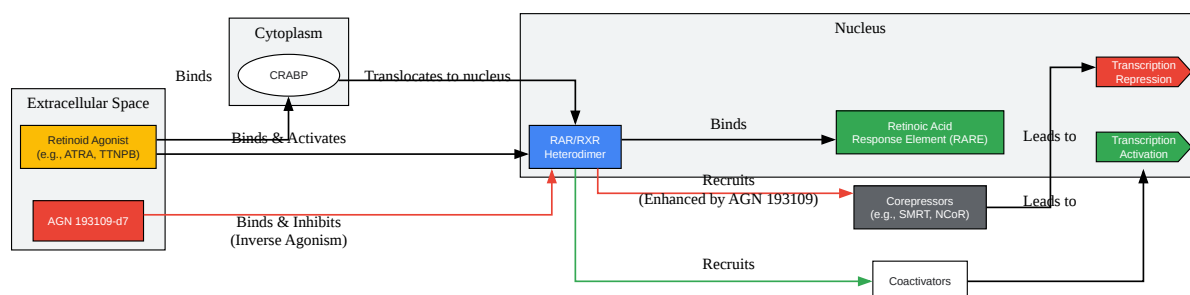 Cytoplasm
Nucleus
CRABP
Binds
Translocates to nucleus
Transcription
Repression
Extracellular Space
Retinoid Agonist
(e.g., ATRA, TTNPB)
Binds & Activates
RAR/RXR
Heterodimer
Binds
Retinoic Acid
Response Element (RARE)
Leads to
Transcription
Activation
AGN 193109-d7
Binds & Inhibits
(Inverse Agonism)
Recruits
(Enhanced by AGN 193109)
Corepressors
(e.g., SMRT, NCoR)
Leads to
Recruits
Coactivators